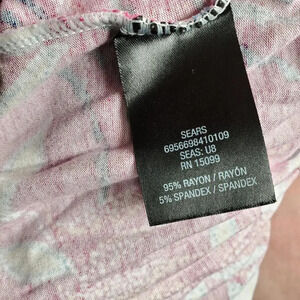 SEARS
6956698410109
SEAS: U8
RN 15099
95% RAYON / RAYÓN
5% SPANDEX / SPANDEX